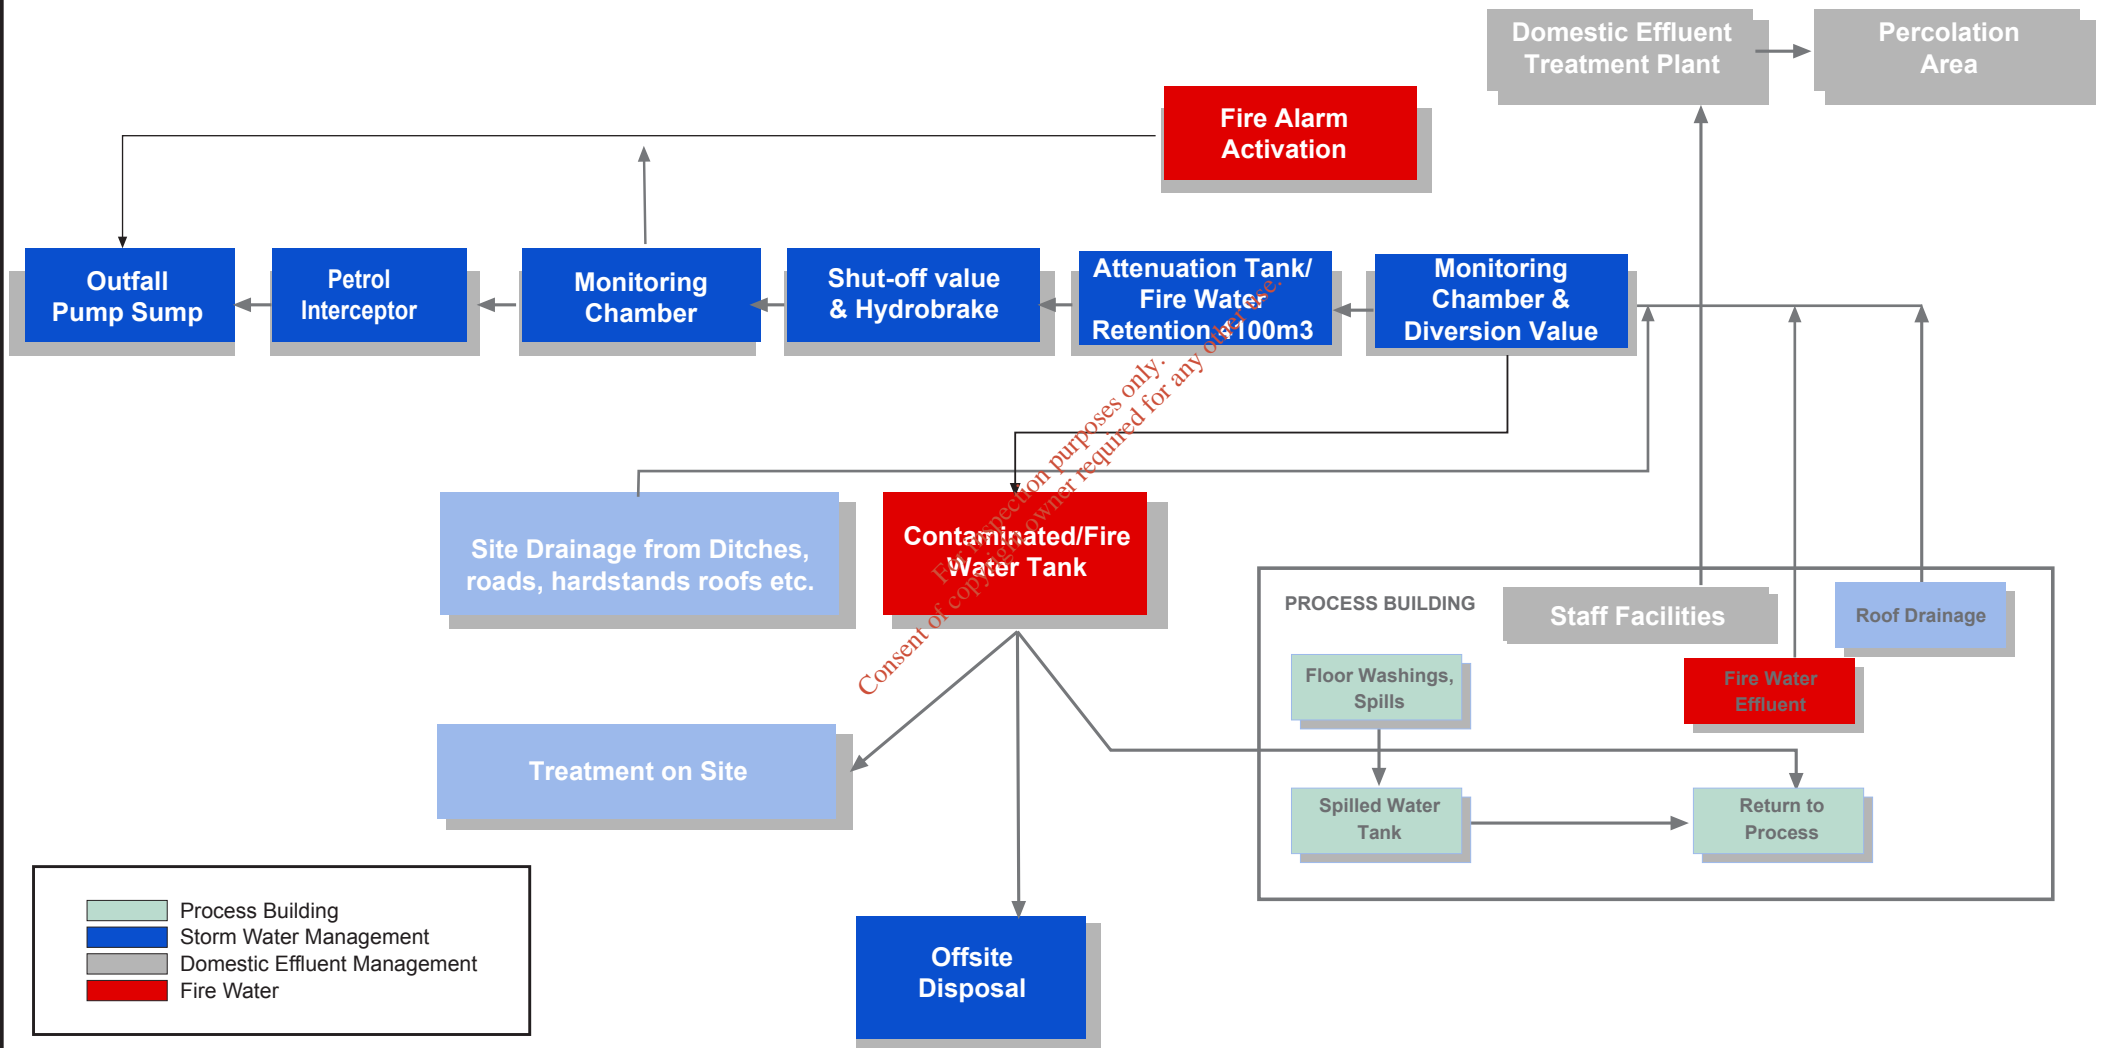 Domestic Effluent
Treatment Plant
Percolation
Area
Fire Alarm
Activation
Outfall
Pump Sump
Petrol
Interceptor
Monitoring
Chamber
Shut-off value
& Hydrobrake
Attenuation Tank/
Fire Water
Retention 2100m3
Monitoring
Chamber &
Diversion Value
For inspection purposes only.
Consent of copyright owner required for any other use.
Site Drainage from Ditches,
roads, hardstands roofs etc.
Contaminated/Fire
Water Tank
PROCESS BUILDING
Staff Facilities
Roof Drainage
Floor Washings,
Spills
Fire Water
Effluent
Treatment on Site
Spilled Water
Tank
Return to
Process
Offsite
Disposal
Process Building
Storm Water Management
Domestic Effluent Management
Fire Water